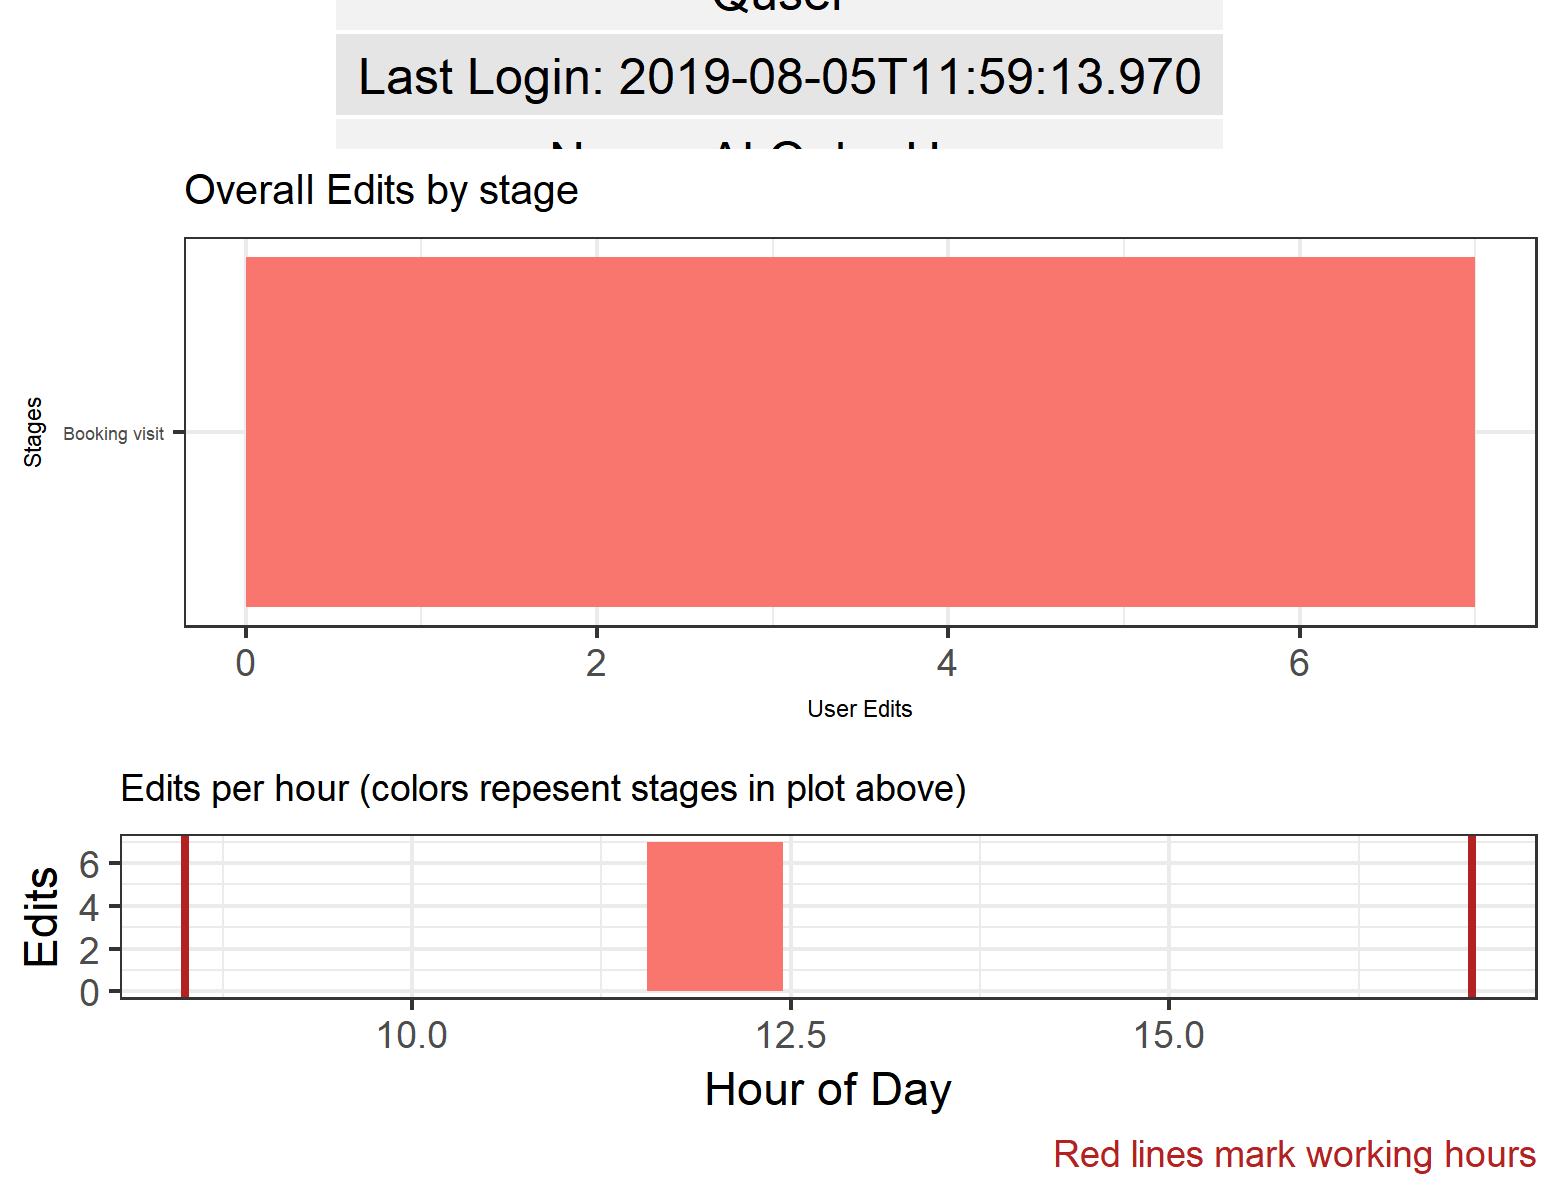 Last Login: 2019-08-05T11:59:13.970
Overall Edits by stage
Stages
Booking visit
0 2 4 6
User Edits
Edits per hour (colors repesent stages in plot above)
Edits
6
4
2
0
10.0 12.5 15.0
Hour of Day
Red lines mark working hours